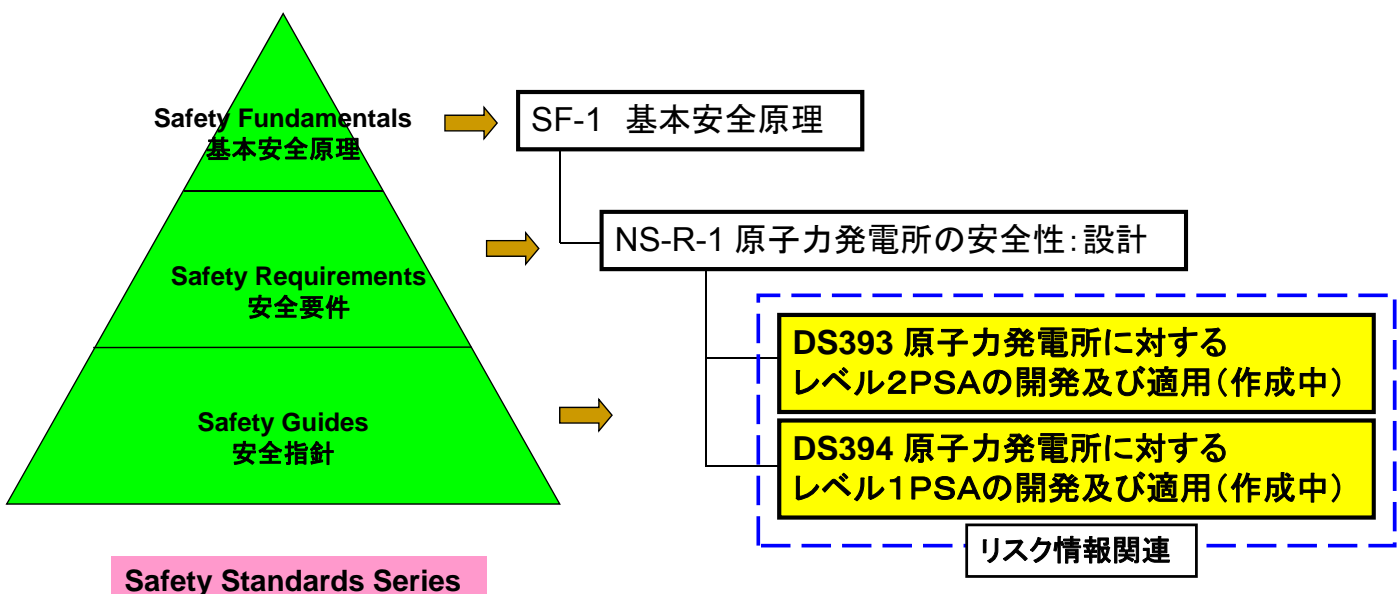 Safety Fundamentals
基本安全原理
SF-1 基本安全原理
Safety Requirements
安全要件
NS-R-1 原子力発電所の安全性:設計
Safety Guides
安全指針
DS393 原子力発電所に対する
レベル2PSAの開発及び適用(作成中)
DS394 原子力発電所に対する
レベル1PSAの開発及び適用(作成中)
リスク情報関連
Safety Standards Series